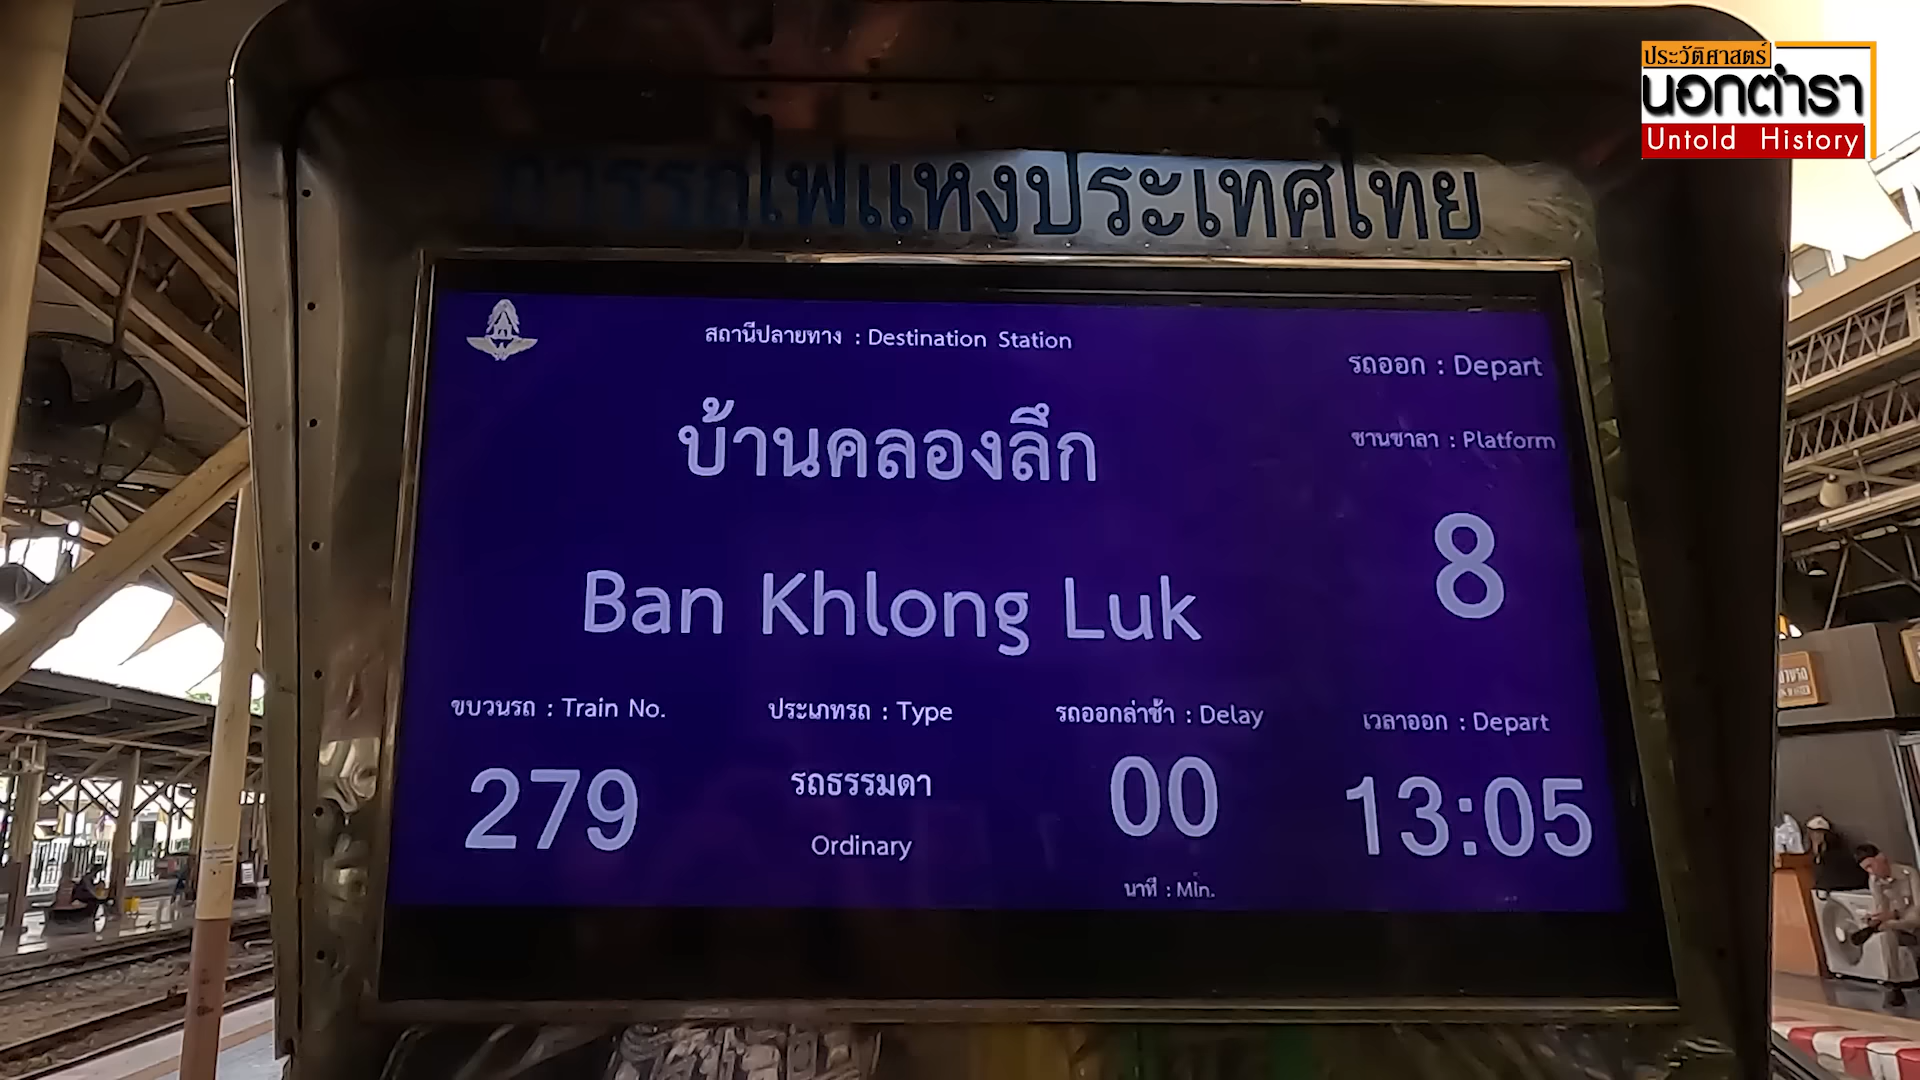 ประวัติศาสตร์
นอกตำรา
Untold History
การรถไฟแห่งประเทศไทย
สถานีปลายทาง : Destination Station
รถออก : Depart
ชานชาลา : Platform
บ้านคลองลึก
8
Ban Khlong Luk
ขบวนรถ : Train No.
ประเภทรถ : Type
รถออกล่าช้า : Delay
เวลาออก : Depart
279
รถธรรมดา
Ordinary
00
13:05
นาที : Min.